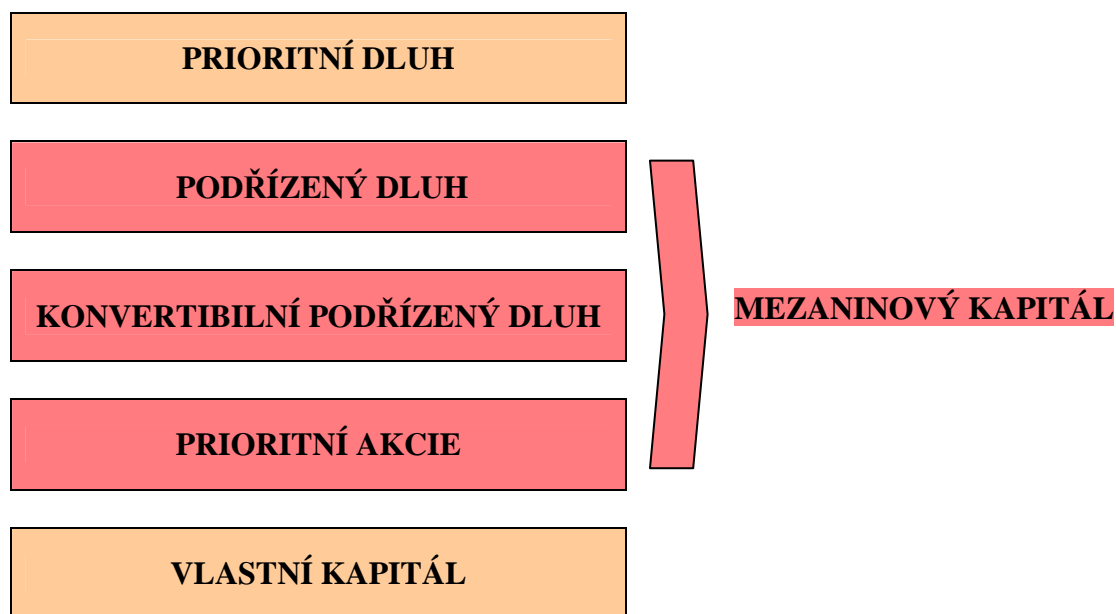 PRIORITNÍ DLUH
PODŘÍZENÝ DLUH
KONVERTIBILNÍ PODŘÍZENÝ DLUH
MEZANINOVÝ KAPITÁL
PRIORITNÍ AKCIE
VLASTNÍ KAPITÁL